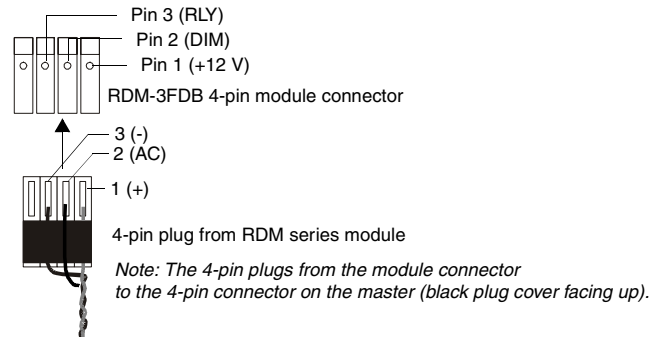 Pin 3 (RLY)
Pin 2 (DIM)
Pin 1 (+12 V)
RDM-3FDB 4-pin module connector
3 (-)
2 (AC)
1 (+)
4-pin plug from RDM series module
Note: The 4-pin plugs from the module connector
to the 4-pin connector on the master (black plug cover facing up).